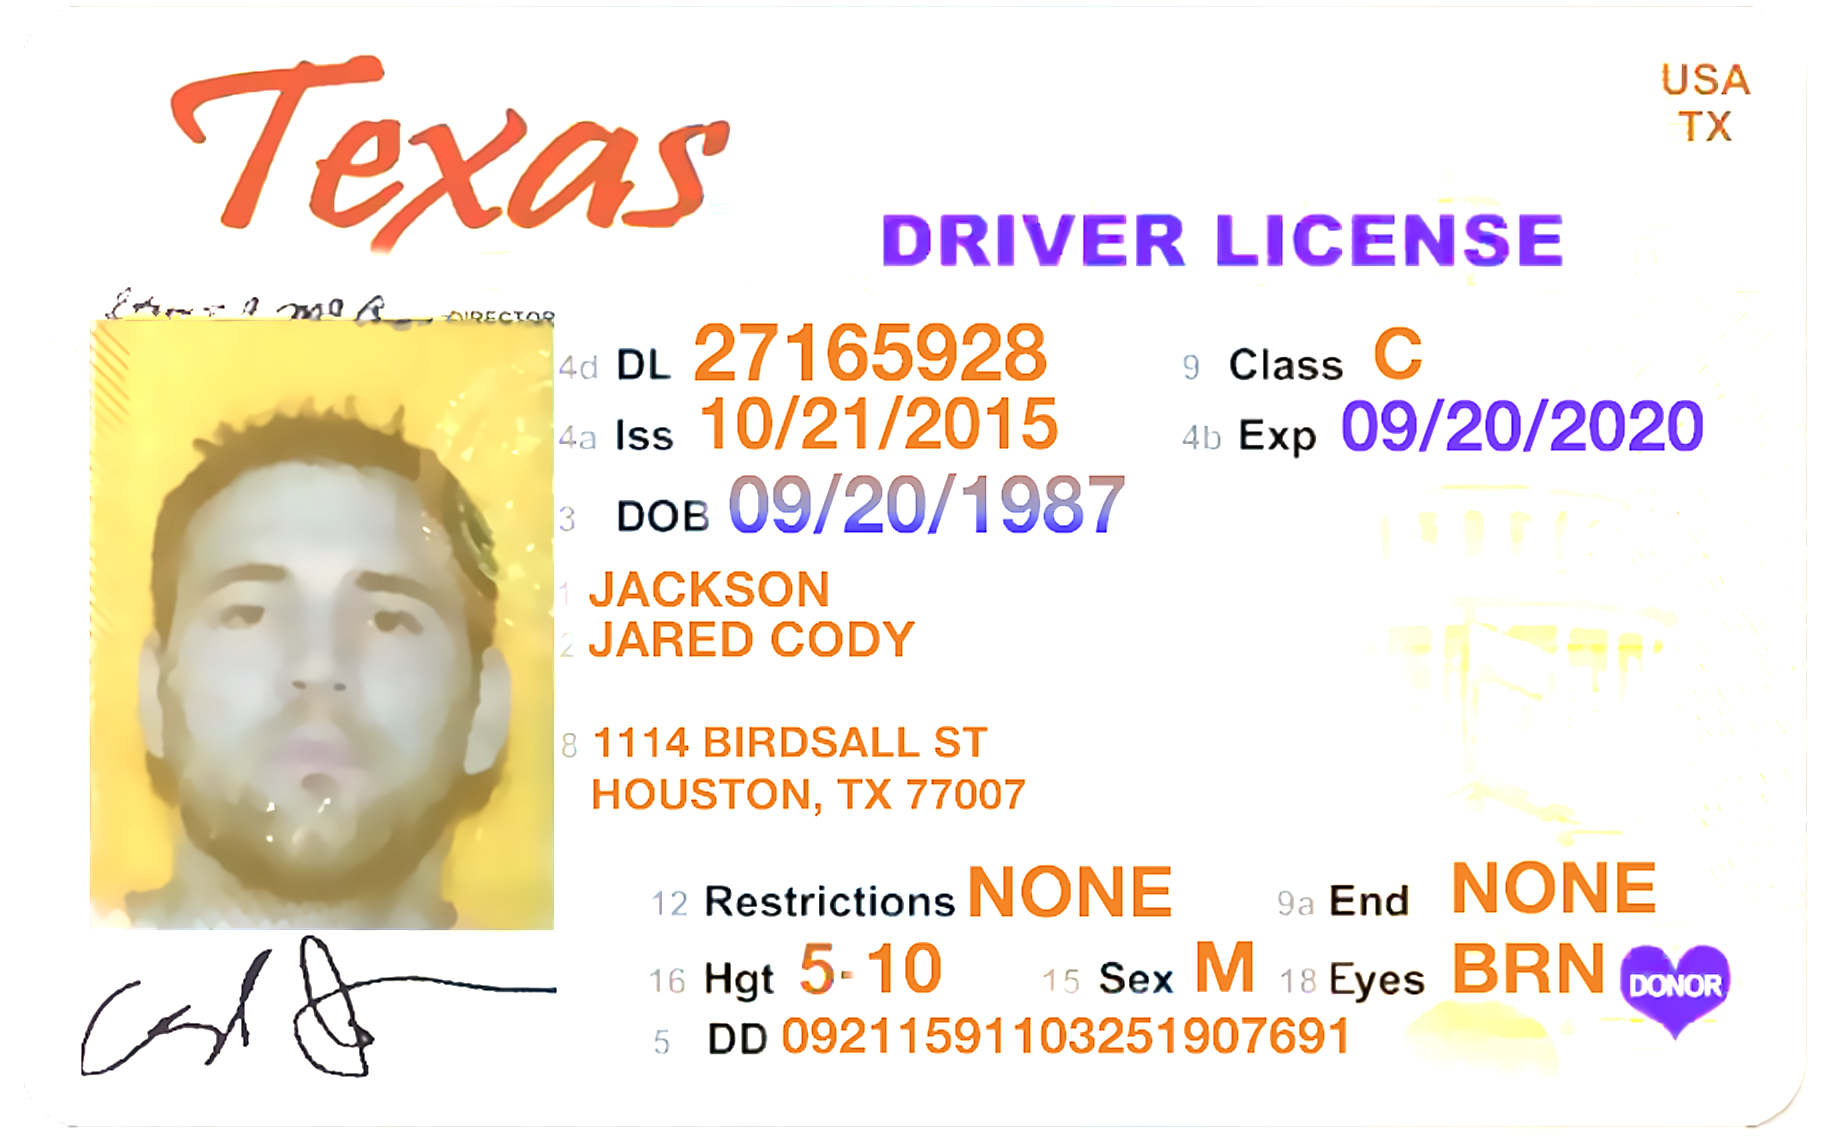 Texas
USA
TX
DRIVER LICENSE
DIRECTOR
4d DL 27165928 9 Class C
4a Iss 10/21/2015 4b Exp 09/20/2020
3 DOB 09/20/1987
1 JACKSON
2 JARED CODY
8 1114 BIRDSALL ST
HOUSTON, TX 77007
12 Restrictions NONE 9a End NONE
16 Hgt 5-10 15 Sex M 18 Eyes BRN DONOR
5 DD 09211591103251907691